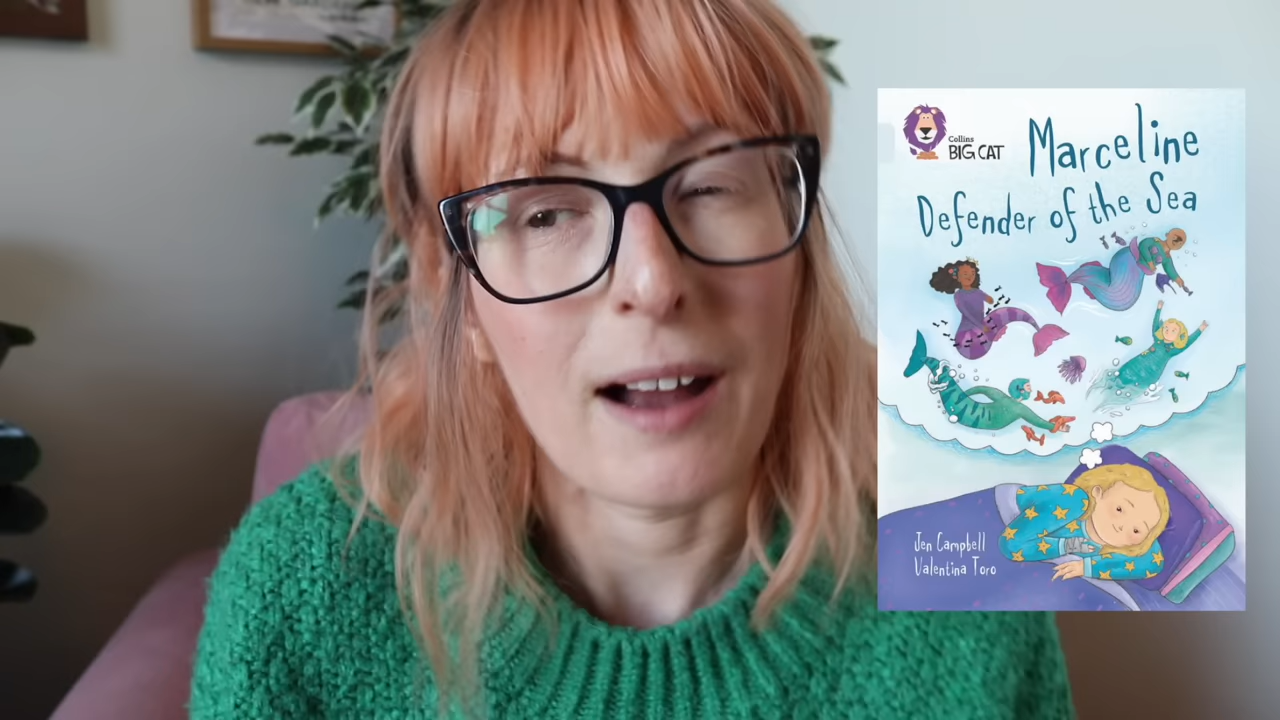 Collins
BIG CAT
Marceline
Defender of the Sea
Jen Campbell
Valentina Toro